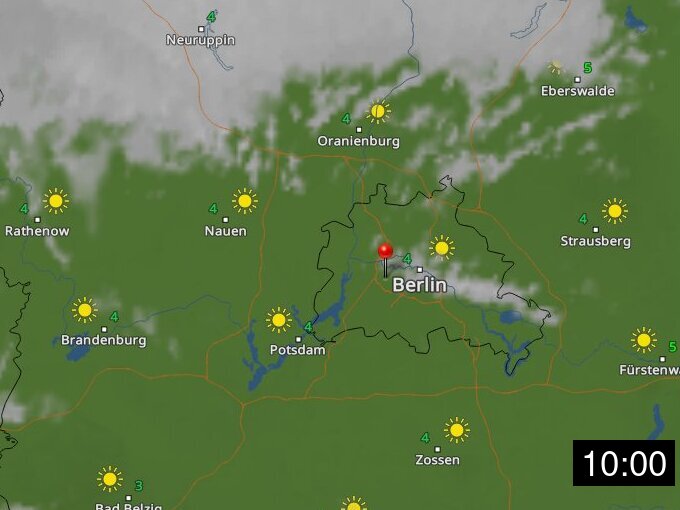 4
Neuruppin
5
Eberswalde
4
Oranienburg
4
Rathenow
4
Nauen
4
Strausberg
4
Berlin
4
Brandenburg
4
Potsdam
5
Fürstenwa
4
Zossen
10:00
3
Bad Belzig